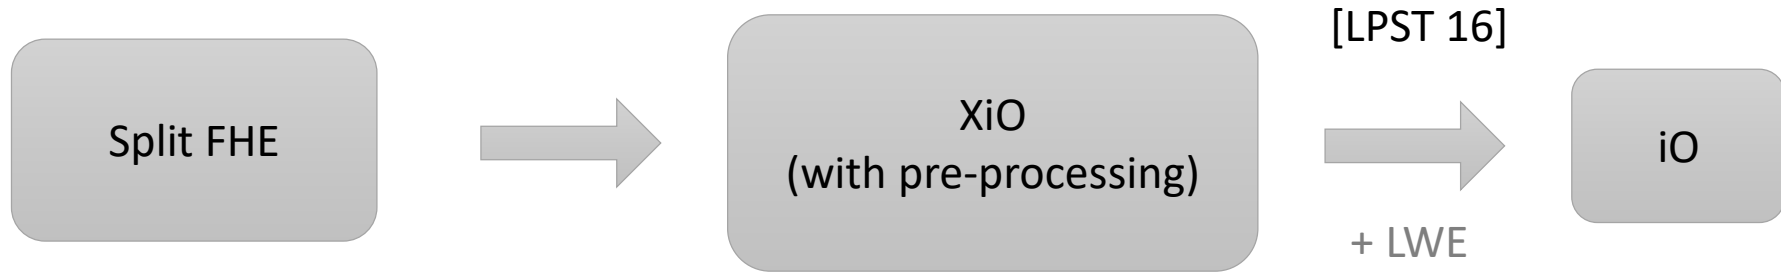 [LPST 16]
Split FHE
XiO
(with pre-processing)
iO
+ LWE